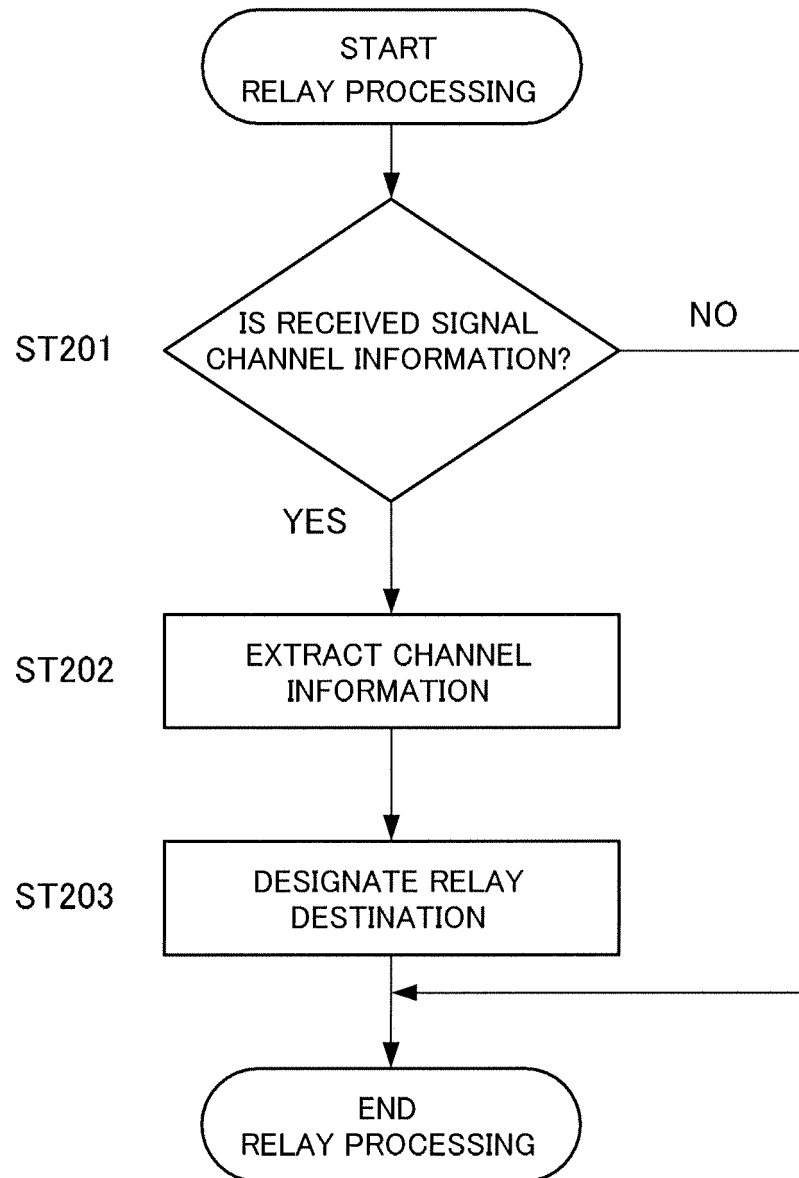 START
RELAY PROCESSING
ST201
IS RECEIVED SIGNAL
CHANNEL INFORMATION?
NO
YES
ST202
EXTRACT CHANNEL
INFORMATION
ST203
DESIGNATE RELAY
DESTINATION
END
RELAY PROCESSING